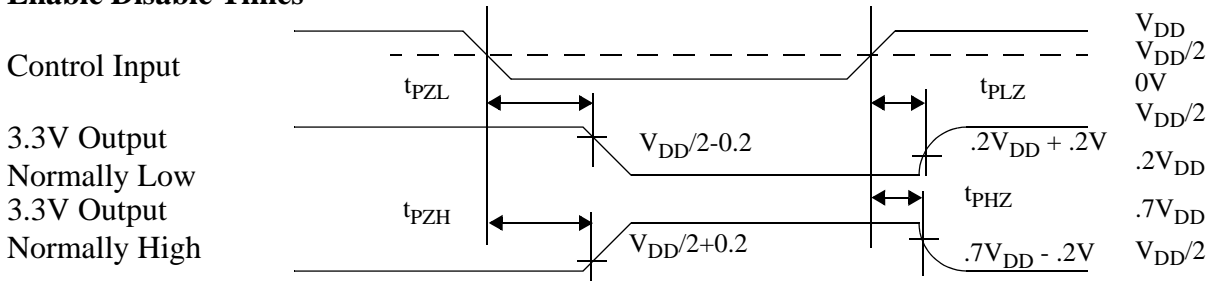 Enable Disable Times
V_DD
V_DD/2
Control Input
0V
t_PZL
t_PLZ
V_DD/2
3.3V Output
V_DD/2-0.2
.2V_DD + .2V
.2V_DD
Normally Low
3.3V Output
t_PZH
t_PHZ
.7V_DD
Normally High
V_DD/2+0.2
.7V_DD - .2V
V_DD/2